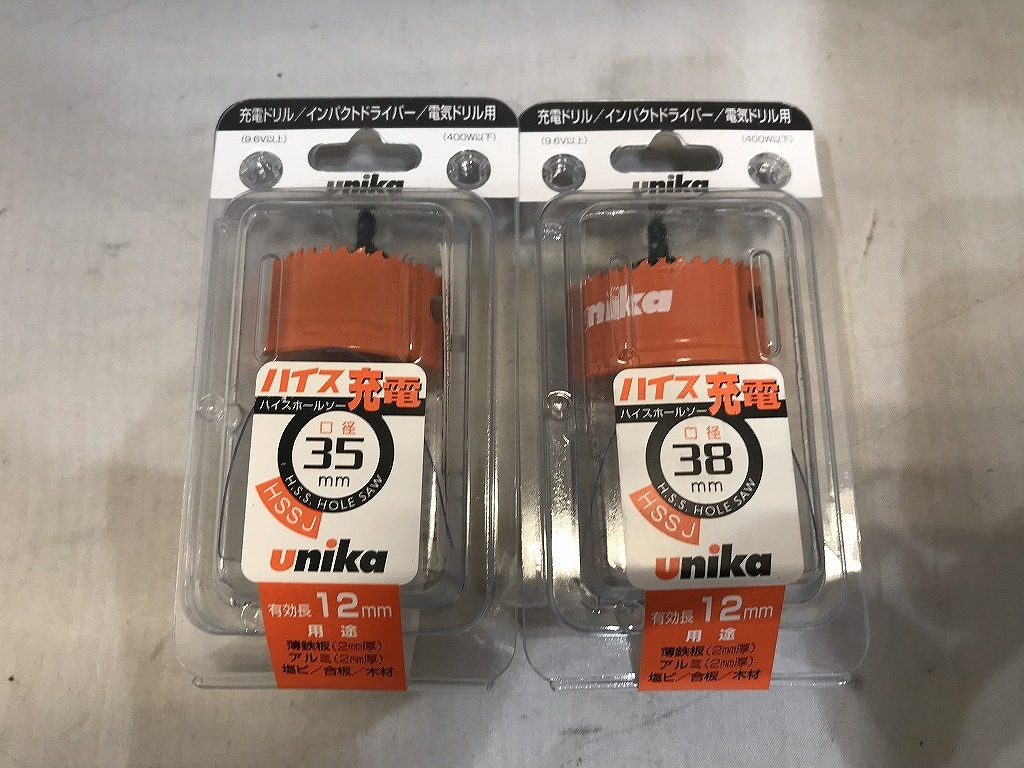 充電ドリル/インパクトドライバー/電気ドリル用
(9.6V以上)
(400W以下)
unika
ハイス充電
ハイスホールソー
口径
35
mm
H.S.S. HOLE SAW
HSSJ
unika
有効長12mm
用途
薄鉄板(2mm厚)
アルミ(2mm厚)
塩ビ/合板/木材
充電ドリル/インパクトドライバー/電気ドリル用
(9.6V以上)
(400W以下)
unika
unika
ハイス充電
ハイスホールソー
口径
38
mm
H.S.S. HOLE SAW
HSSJ
unika
有効長12mm
用途
薄鉄板(2mm厚)
アルミ(2mm厚)
塩ビ/合板/木材